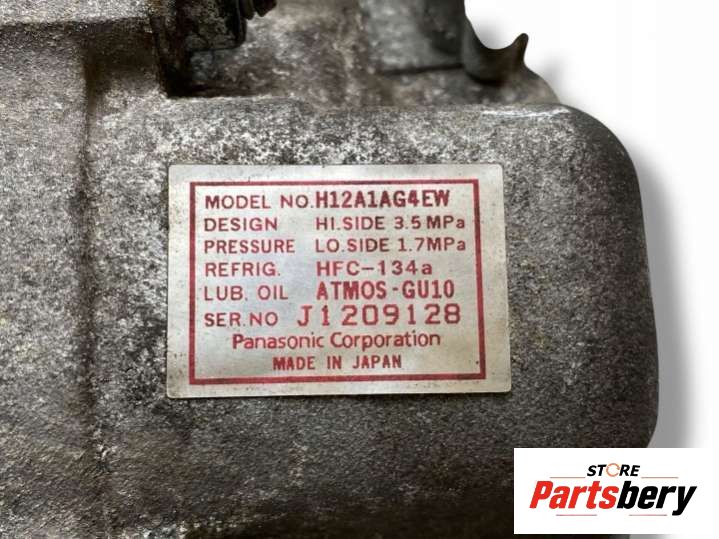 MODEL NO. H12A1AG4EW
DESIGN HI.SIDE 3.5 MPa
PRESSURE LO.SIDE 1.7MPa
REFRIG. HFC-134a
LUB. OIL ATMOS-GU10
SER.NO J1209128
Panasonic Corporation
MADE IN JAPAN
STORE
Partsbery